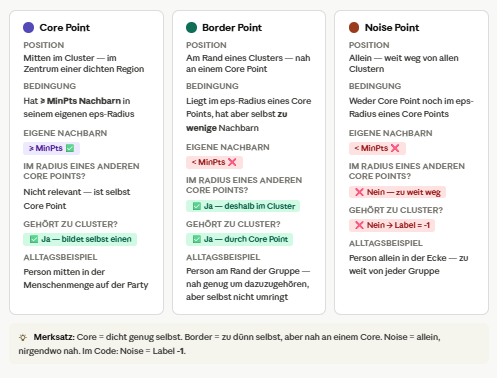 Core Point
POSITION
Mitten im Cluster — im
Zentrum einer dichten Region
BEDINGUNG
Hat ≥ MinPts Nachbarn in
seinem eigenen eps-Radius
EIGENE NACHBARN
≥ MinPts ✅
IM RADIUS EINES ANDEREN
CORE POINTS?
Nicht relevant — ist selbst
Core Point
GEHÖRT ZU CLUSTER?
✅ Ja — bildet selbst einen
ALLTAGSBEISPIEL
Person mitten in der
Menschenmenge auf der Party
Border Point
POSITION
Am Rand eines Clusters — nah
an einem Core Point
BEDINGUNG
Liegt im eps-Radius eines Core
Points, hat aber selbst zu
wenige Nachbarn
EIGENE NACHBARN
< MinPts ❌
IM RADIUS EINES ANDEREN
CORE POINTS?
✅ Ja — deshalb im Cluster
GEHÖRT ZU CLUSTER?
✅ Ja — durch Core Point
ALLTAGSBEISPIEL
Person am Rand der Gruppe —
nah genug um dazuzugehören,
aber selbst nicht umringt
Noise Point
POSITION
Allein — weit weg von allen
Clustern
BEDINGUNG
Weder Core Point noch im eps-
Radius eines Core Points
EIGENE NACHBARN
< MinPts ❌
IM RADIUS EINES ANDEREN
CORE POINTS?
❌ Nein — zu weit weg
GEHÖRT ZU CLUSTER?
❌ Nein → Label = -1
ALLTAGSBEISPIEL
Person allein in der Ecke — zu
weit von jeder Gruppe
💡 Merksatz: Core = dicht genug selbst. Border = zu dünn selbst, aber nah an einem Core. Noise = allein,
nirgendwo nah. Im Code: Noise = Label -1.